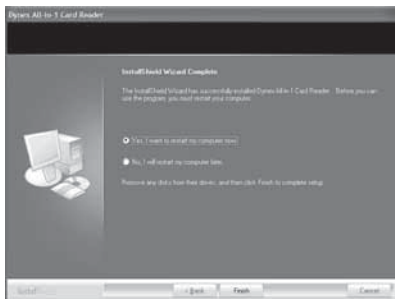 Dynex All-in-1 Card Reader
InstallShield Wizard Complete
The InstallShield Wizard has successfully installed Dynex All-in-1 Card Reader. Before you can
use the program, you must restart your computer.
Yes, I want to restart my computer now.
No, I will restart my computer later.
Remove any disks from their drives, and then click Finish to complete setup.
InstallShield
< Back Finish Cancel